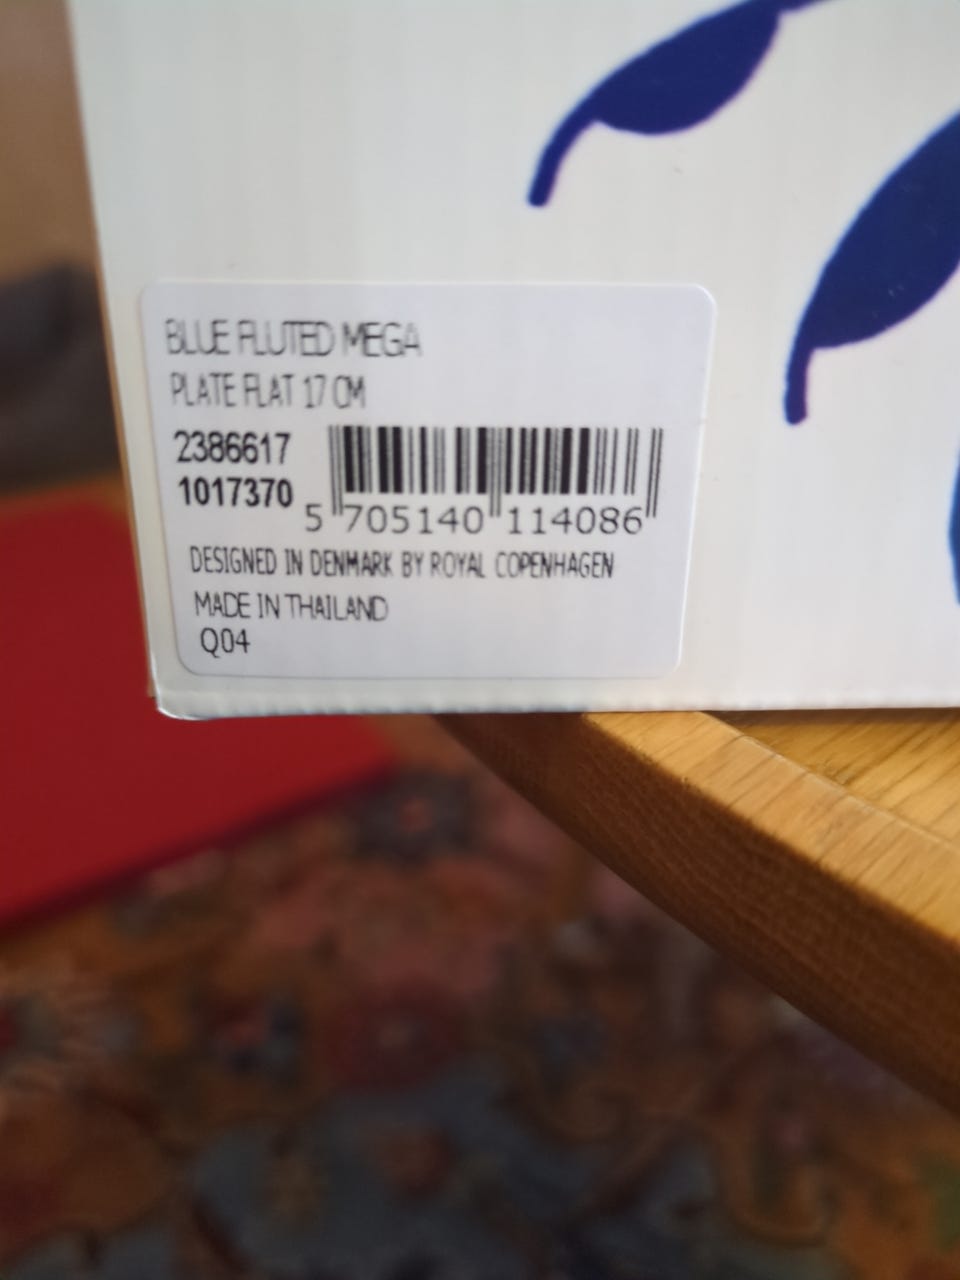 BLUE FLUTED MEGA
PLATE FLAT 17 CM
2386617
1017370
5 705140 114086
DESIGNED IN DENMARK BY ROYAL COPENHAGEN
MADE IN THAILAND
Q04